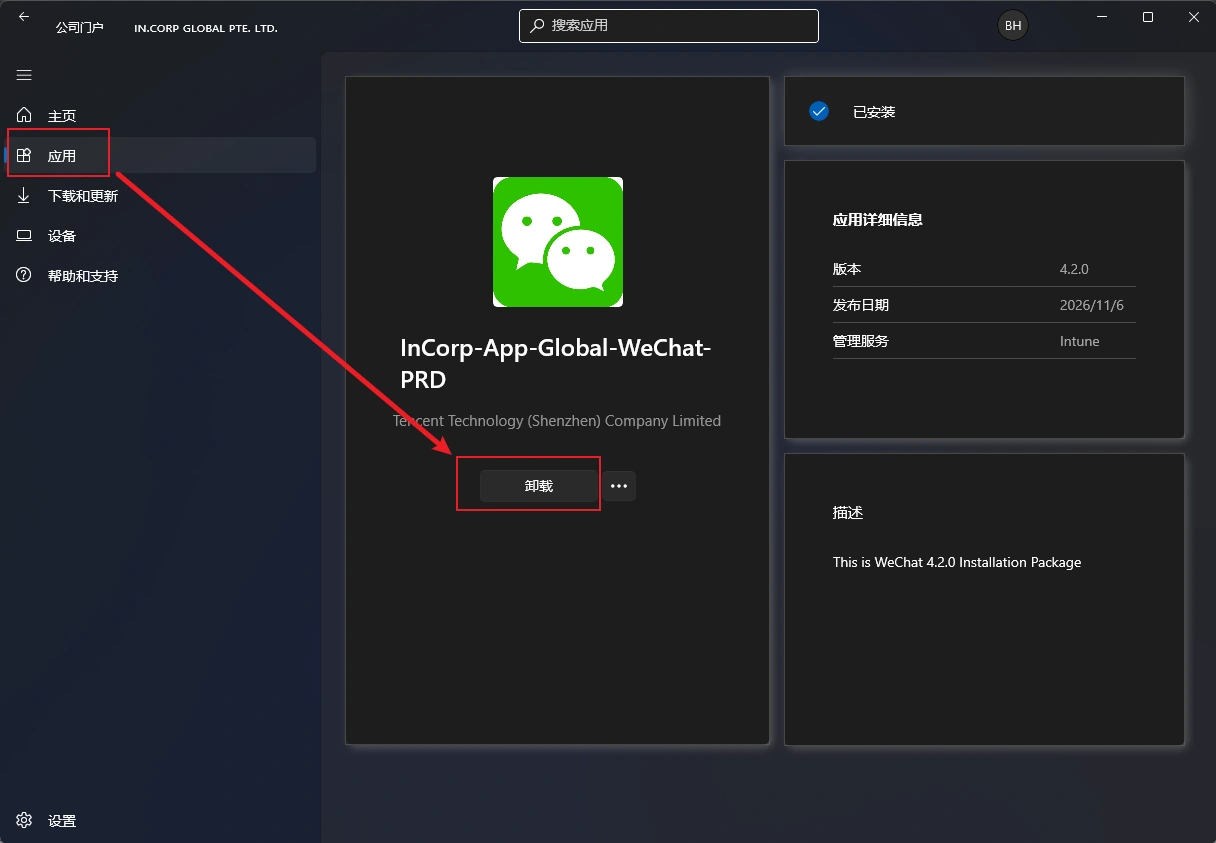 公司门户
IN.CORP GLOBAL PTE. LTD.
搜索应用
BH
主页
应用
下载和更新
设备
帮助和支持
设置
InCorp-App-Global-WeChat-
PRD
Tencent Technology (Shenzhen) Company Limited
卸载
已安装
应用详细信息
版本 4.2.0
发布日期 2026/11/6
管理服务 Intune
描述
This is WeChat 4.2.0 Installation Package